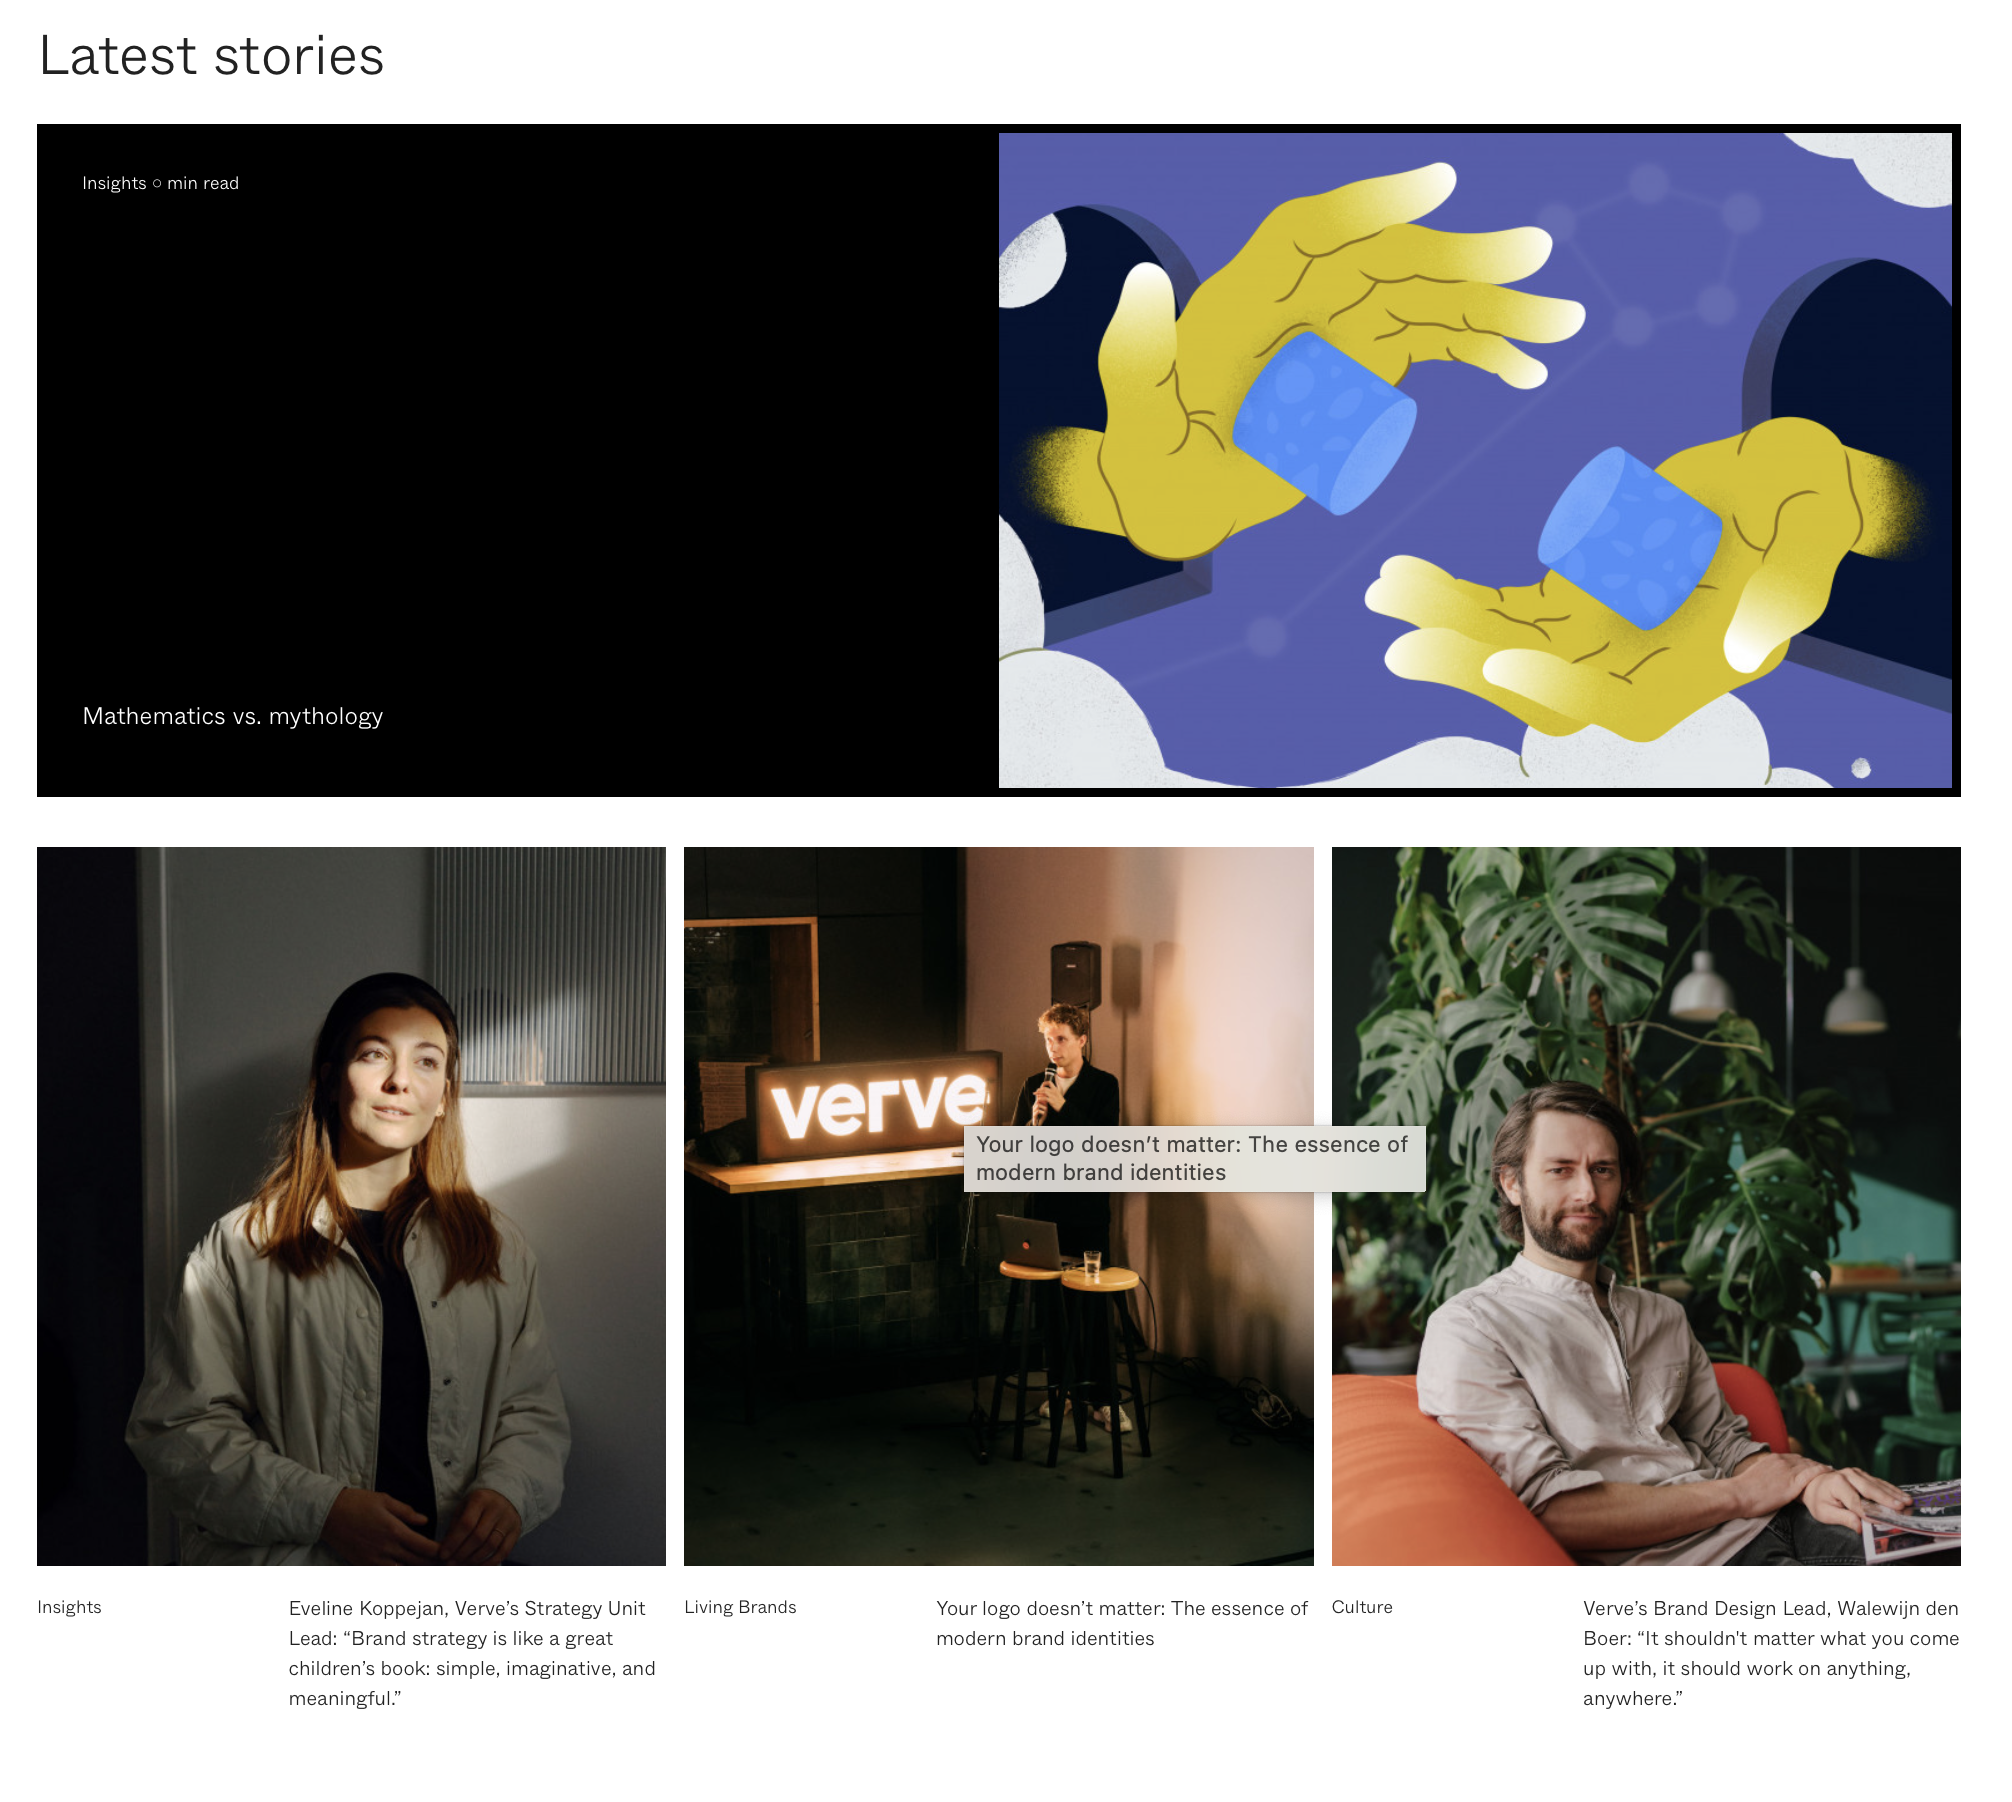 Latest stories
Insights ○ min read
Mathematics vs. mythology
verve
Your logo doesn't matter: The essence of
modern brand identities
Insights
Eveline Koppejan, Verve’s Strategy Unit
Lead: “Brand strategy is like a great
children’s book: simple, imaginative, and
meaningful.”
Living Brands
Your logo doesn’t matter: The essence of
modern brand identities
Culture
Verve’s Brand Design Lead, Walewijn den
Boer: “It shouldn't matter what you come
up with, it should work on anything,
anywhere.”